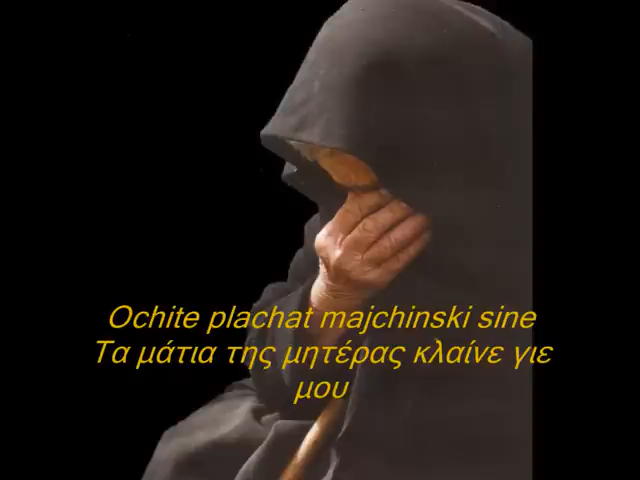 Ochite plachat majchinski sine
Τα μάτια της μητέρας κλαίνε γιε
μου